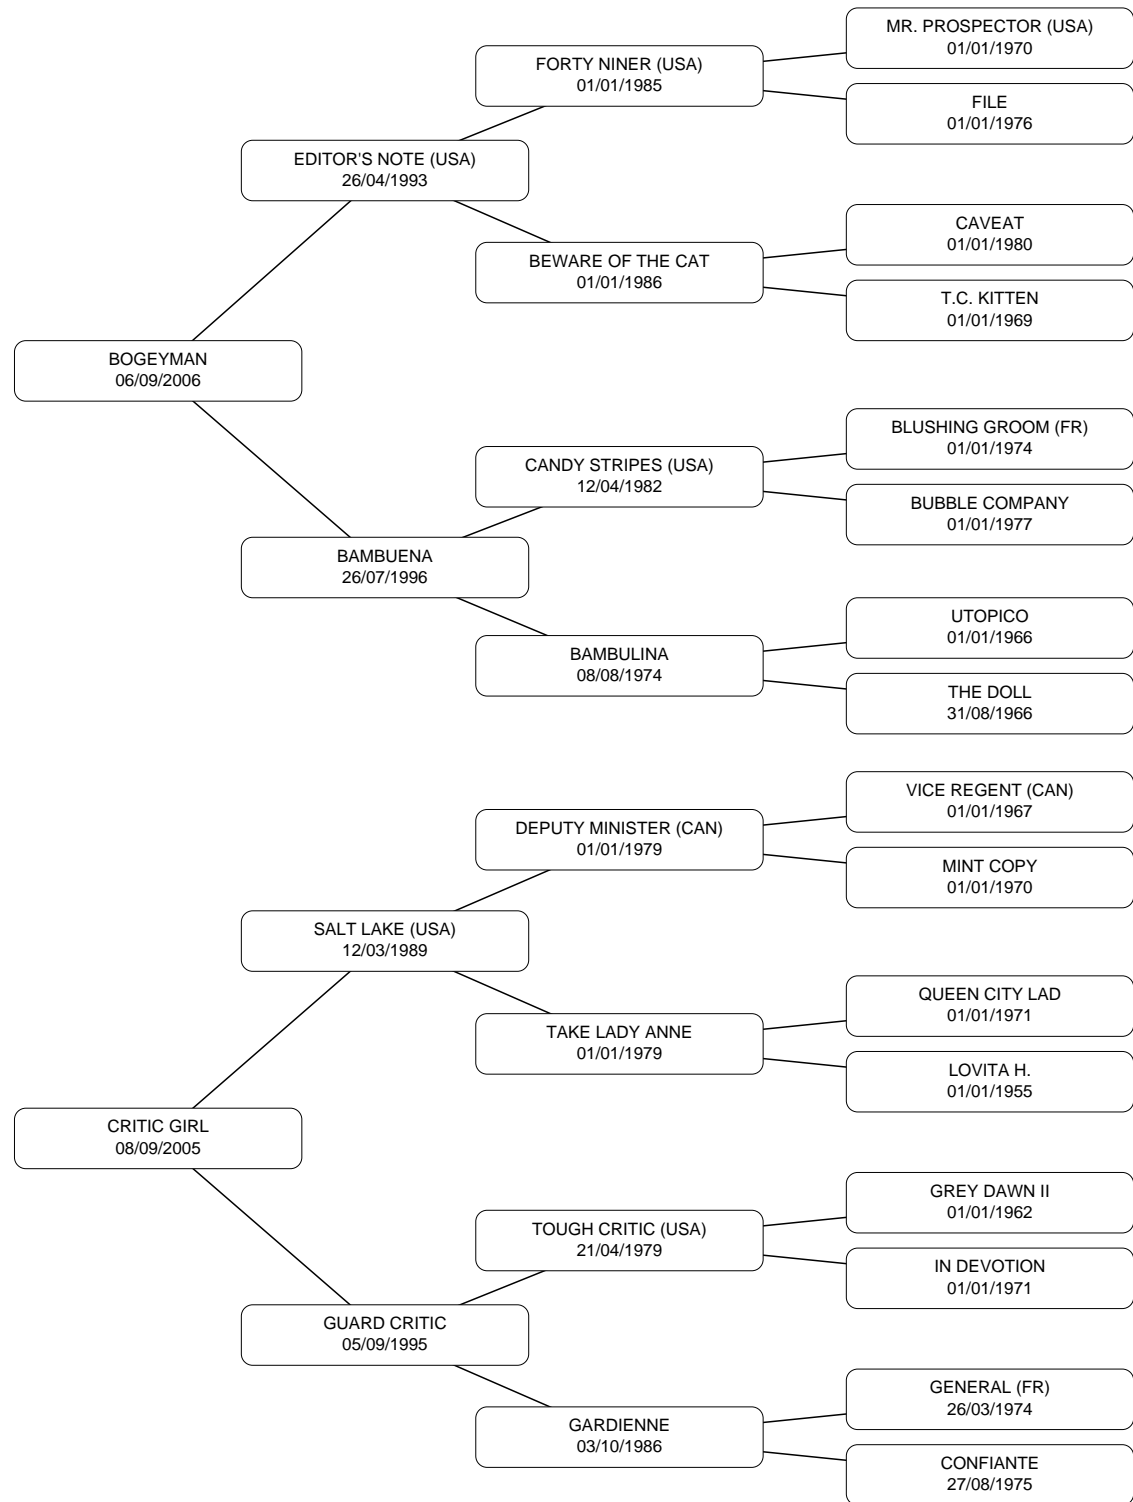 MR. PROSPECTOR (USA)
01/01/1970
FORTY NINER (USA)
01/01/1985
FILE
01/01/1976
EDITOR'S NOTE (USA)
26/04/1993
CAVEAT
01/01/1980
BEWARE OF THE CAT
01/01/1986
T.C. KITTEN
01/01/1969
BOGEYMAN
06/09/2006
BLUSHING GROOM (FR)
01/01/1974
CANDY STRIPES (USA)
12/04/1982
BUBBLE COMPANY
01/01/1977
BAMBUENA
26/07/1996
UTOPICO
01/01/1966
BAMBULINA
08/08/1974
THE DOLL
31/08/1966
VICE REGENT (CAN)
01/01/1967
DEPUTY MINISTER (CAN)
01/01/1979
MINT COPY
01/01/1970
SALT LAKE (USA)
12/03/1989
QUEEN CITY LAD
01/01/1971
TAKE LADY ANNE
01/01/1979
LOVITA H.
01/01/1955
CRITIC GIRL
08/09/2005
GREY DAWN II
01/01/1962
TOUGH CRITIC (USA)
21/04/1979
IN DEVOTION
01/01/1971
GUARD CRITIC
05/09/1995
GENERAL (FR)
26/03/1974
GARDIENNE
03/10/1986
CONFIANTE
27/08/1975